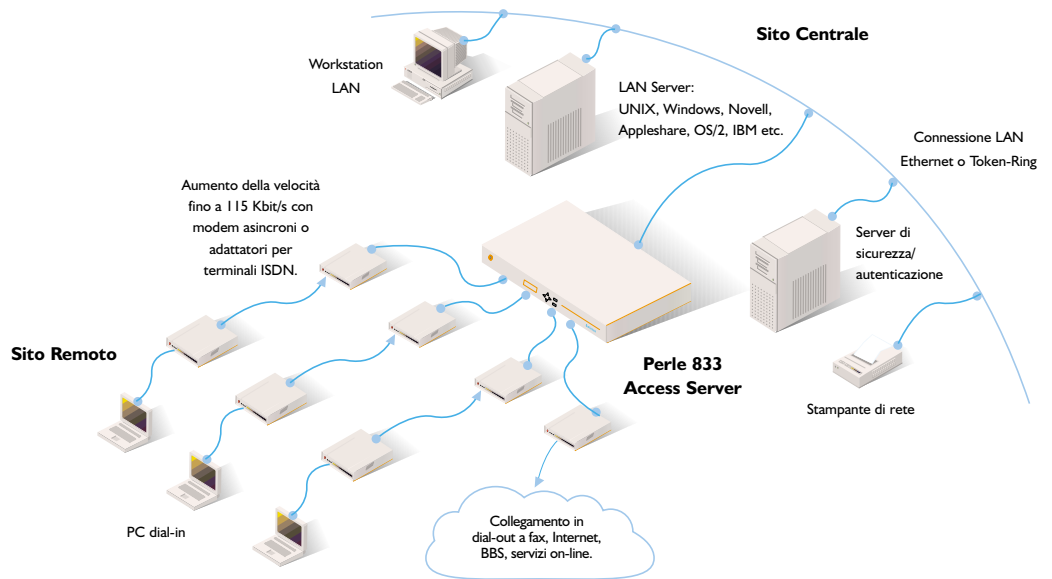 Sito Centrale
Workstation
LAN
LAN Server:
UNIX, Windows, Novell,
Appleshare, OS/2, IBM etc.
Connessione LAN
Ethernet o Token-Ring
Aumento della velocità
fino a 115 Kbit/s con
modem asincroni o
adattatori per
terminali ISDN.
Server di
sicurezza/
autenticazione
Sito Remoto
Perle 833
Access Server
Stampante di rete
PC dial-in
Collegamento in
dial-out a fax, Internet,
BBS, servizi on-line.